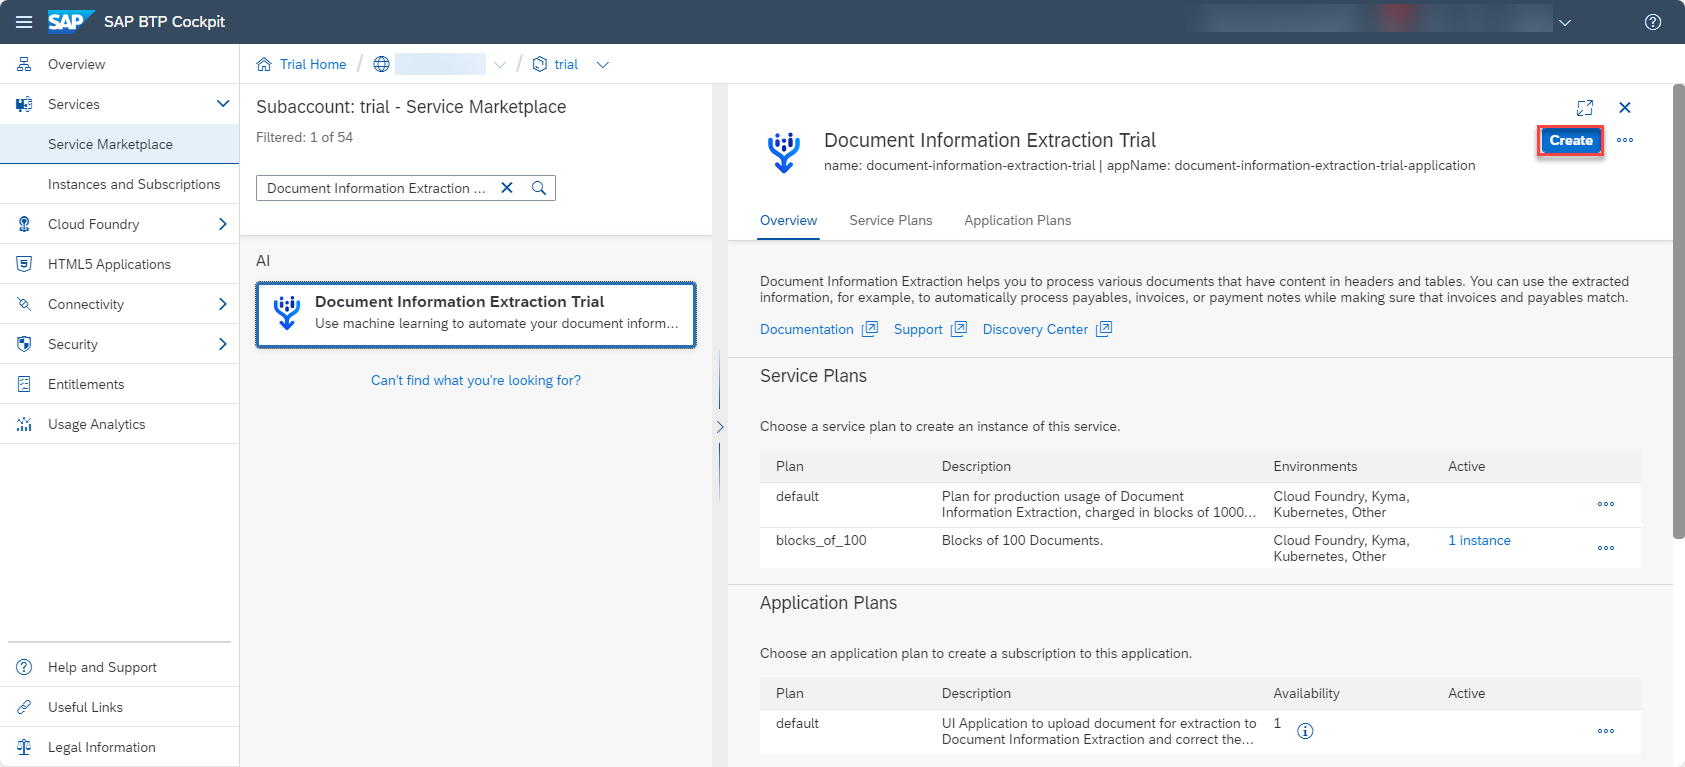 SAP SAP BTP Cockpit
Overview
Services
Service Marketplace
Instances and Subscriptions
Cloud Foundry
HTML5 Applications
Connectivity
Security
Entitlements
Usage Analytics
Help and Support
Useful Links
Legal Information
Trial Home / / trial
Subaccount: trial - Service Marketplace
Filtered: 1 of 54
Document Information Extraction ...
AI
Document Information Extraction Trial
Use machine learning to automate your document inform...
Can't find what you're looking for?
Document Information Extraction Trial
name: document-information-extraction-trial | appName: document-information-extraction-trial-application
Create
Overview Service Plans Application Plans
Document Information Extraction helps you to process various documents that have content in headers and tables. You can use the extracted
information, for example, to automatically process payables, invoices, or payment notes while making sure that invoices and payables match.
Documentation Support Discovery Center
Service Plans
Choose a service plan to create an instance of this service.
Plan Description Environments Active
default Plan for production usage of Document Cloud Foundry, Kyma,
Information Extraction, charged in blocks of 1000... Kubernetes, Other
blocks_of_100 Blocks of 100 Documents. Cloud Foundry, Kyma, 1 instance
Kubernetes, Other
Application Plans
Choose an application plan to create a subscription to this application.
Plan Description Availability Active
default UI Application to upload document for extraction to 1
Document Information Extraction and correct the...